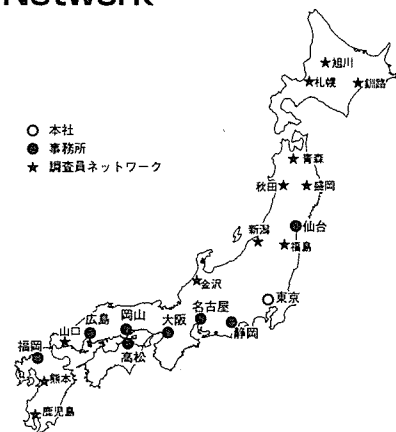 Network
○ 本社
● 事務所
★ 調査員ネットワーク
旭川
札幌
釧路
青森
秋田
盛岡
仙台
新潟
福島
金沢
東京
名古屋
静岡
大阪
岡山
広島
高松
山口
福岡
熊本
鹿児島